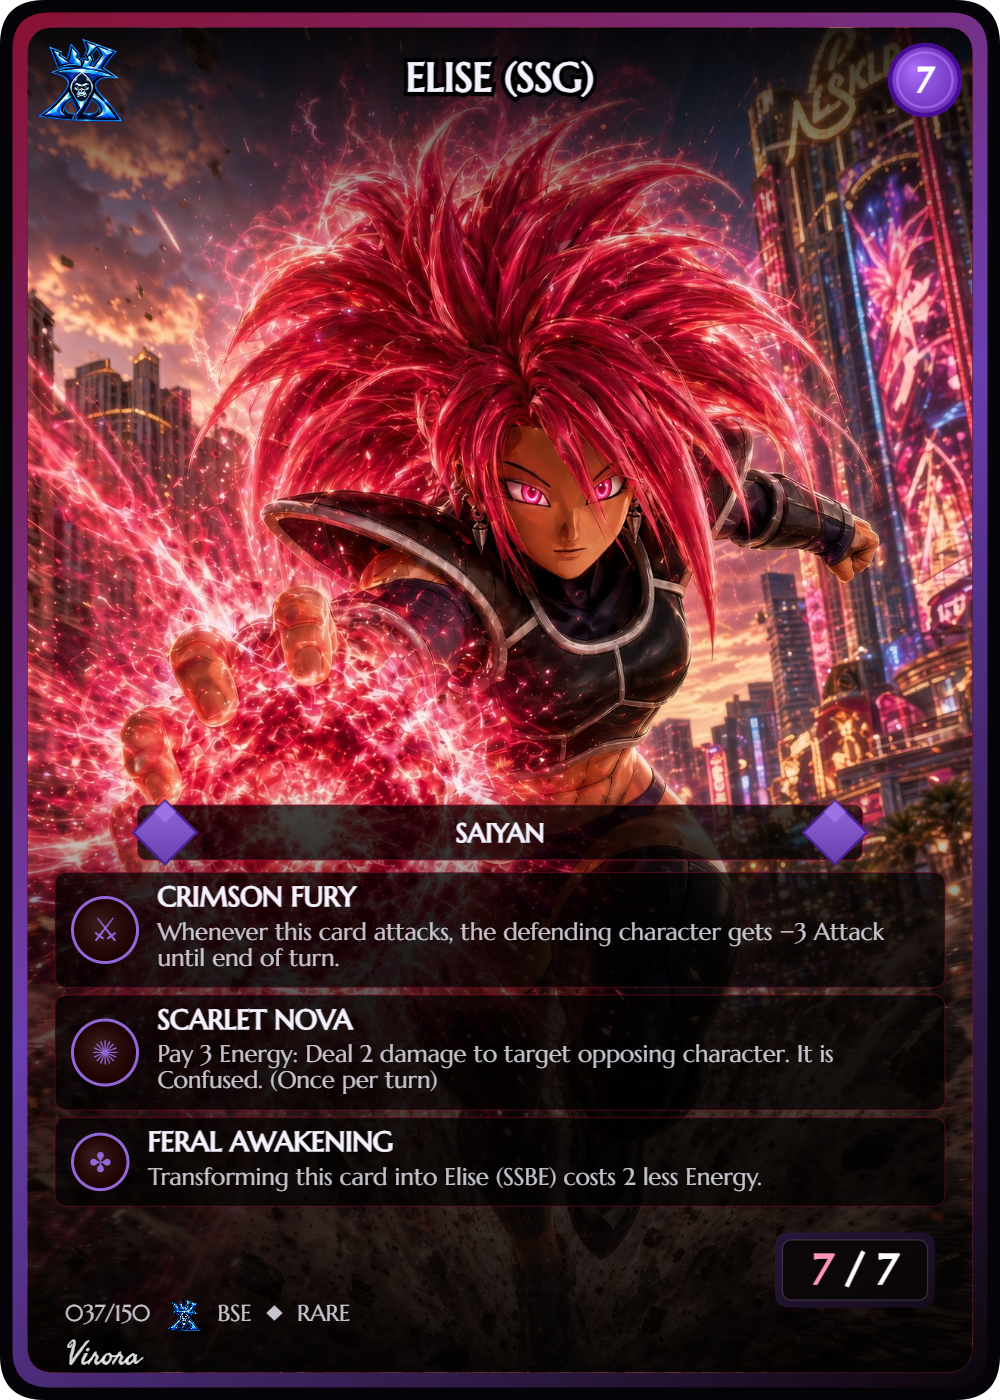 ELISE (SSG)
7
SAIYAN
CRIMSON FURY
Whenever this card attacks, the defending character gets −3 Attack
until end of turn.
SCARLET NOVA
Pay 3 Energy: Deal 2 damage to target opposing character. It is
Confused. (Once per turn)
FERAL AWAKENING
Transforming this card into Elise (SSBE) costs 2 less Energy.
7 / 7
037/150 BSE ◆ RARE
Virora